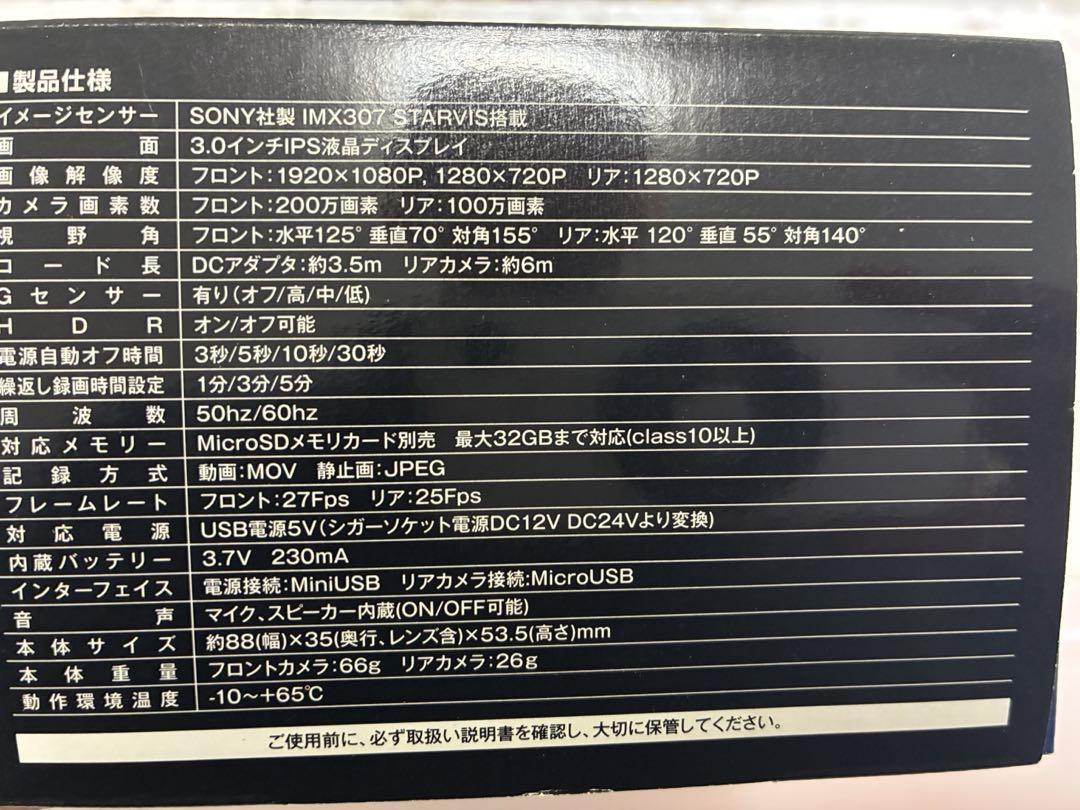 ■製品仕様
イメージセンサー SONY社製 IMX307 STARVIS搭載
画面 3.0インチIPS液晶ディスプレイ
画像解像度 フロント:1920×1080P, 1280×720P リア:1280×720P
カメラ画素数 フロント:200万画素 リア:100万画素
視野角 フロント:水平125° 垂直70° 対角155° リア:水平 120° 垂直 55° 対角140°
コード長 DCアダプタ:約3.5m リアカメラ:約6m
Gセンサー 有り(オフ/高/中/低)
HDR オン/オフ可能
電源自動オフ時間 3秒/5秒/10秒/30秒
繰返し録画時間設定 1分/3分/5分
周波数 50hz/60hz
対応メモリー MicroSDメモリカード別売 最大32GBまで対応(class10以上)
記録方式 動画:MOV 静止画:JPEG
フレームレート フロント:27Fps リア:25Fps
対応電源 USB電源5V(シガーソケット電源DC12V DC24Vより変換)
内蔵バッテリー 3.7V 230mA
インターフェイス 電源接続:MiniUSB リアカメラ接続:MicroUSB
音声 マイク、スピーカー内蔵(ON/OFF可能)
本体サイズ 約88(幅)×35(奥行、レンズ含)×53.5(高さ)mm
本体重量 フロントカメラ:66g リアカメラ:26g
動作環境温度 -10～+65℃
ご使用前に、必ず取扱い説明書を確認し、大切に保管してください。